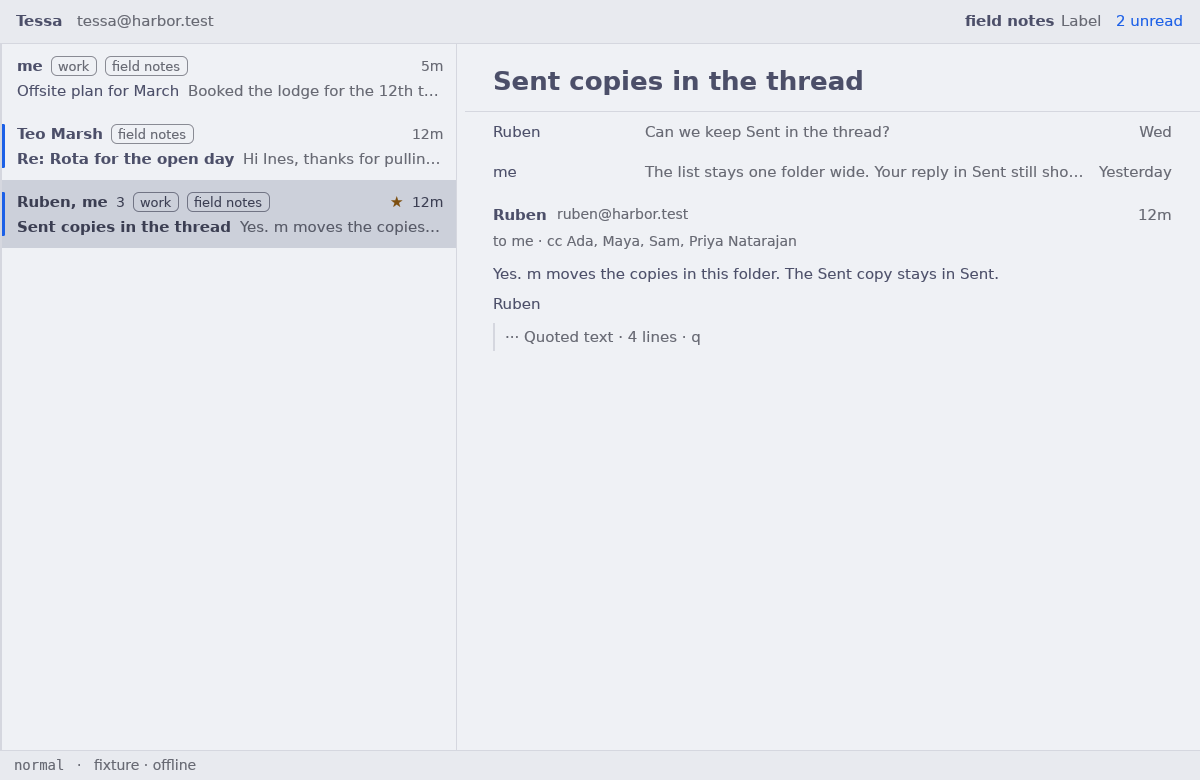 Tessa tessa@harbor.test field notes Label 2 unread
me work field notes 5m
Offsite plan for March Booked the lodge for the 12th t…
Teo Marsh field notes 12m
Re: Rota for the open day Hi Ines, thanks for pullin…
Ruben, me 3 work field notes ★ 12m
Sent copies in the thread Yes. m moves the copies…
Sent copies in the thread
Ruben Can we keep Sent in the thread? Wed
me The list stays one folder wide. Your reply in Sent still sho… Yesterday
Ruben ruben@harbor.test 12m
to me · cc Ada, Maya, Sam, Priya Natarajan
Yes. m moves the copies in this folder. The Sent copy stays in Sent.
Ruben
··· Quoted text · 4 lines · q
normal · fixture · offline